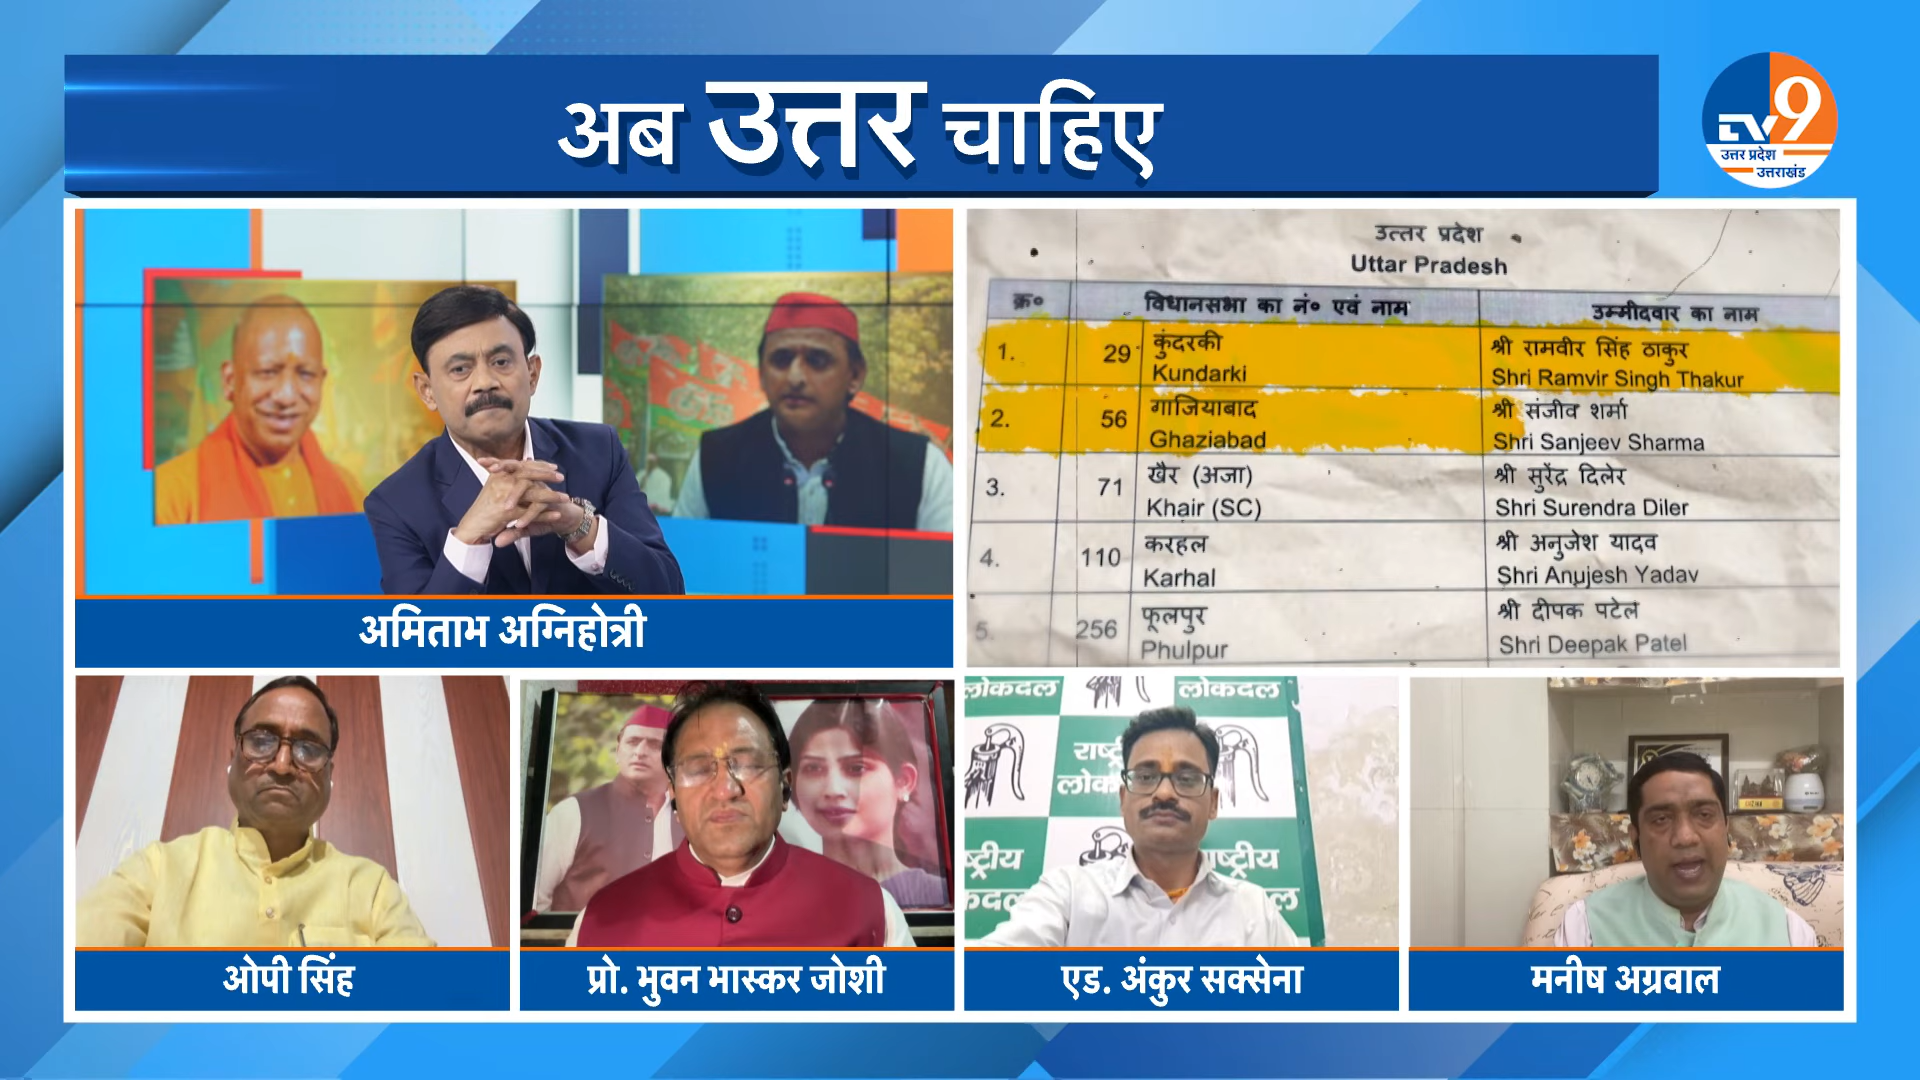 अब उत्तर चाहिए
TV9
उत्तर प्रदेश
उत्तराखंड
अमिताभ अग्निहोत्री
उत्तर प्रदेश
Uttar Pradesh
क्र० विधानसभा का नं० एवं नाम उम्मीदवार का नाम
1. 29 कुंदरकी श्री रामवीर सिंह ठाकुर
Kundarki Shri Ramvir Singh Thakur
2. 56 गाजियाबाद श्री संजीव शर्मा
Ghaziabad Shri Sanjeev Sharma
3. 71 खैर (अजा) श्री सुरेंद्र दिलेर
Khair (SC) Shri Surendra Diler
4. 110 करहल श्री अनुजेश यादव
Karhal Shri Anujesh Yadav
5. 256 फूलपुर श्री दीपक पटेल
Phulpur Shri Deepak Patel
लोकदल लोकदल
राष्ट्री
लोक
ष्ट्रीय ाष्ट्रीय
कदल ल
ओपी सिंह
प्रो. भुवन भास्कर जोशी
एड. अंकुर सक्सेना
मनीष अग्रवाल